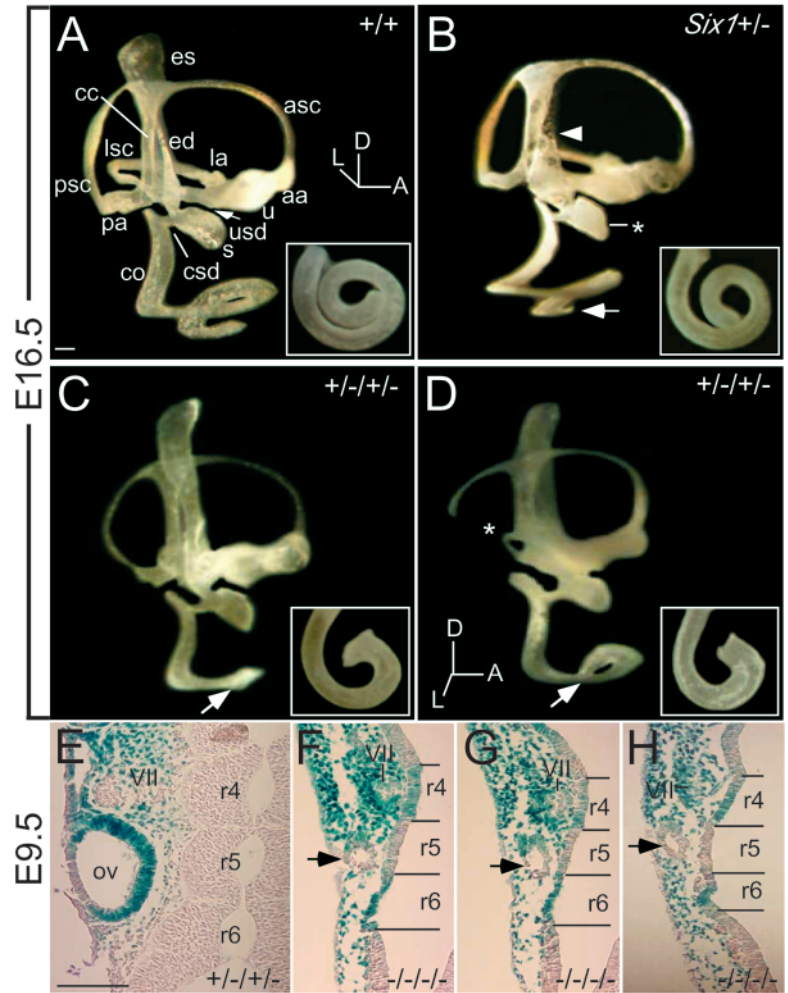 E16.5
A +/+
es
cc
asc
ed
lsc
la
psc
aa
pa
u
usd
s
co
csd
D
L
A
B Six1+/-
*
C +/-/+/-
D +/-/+/-
*
D
A
L
E9.5
E
VII
r4
ov
r5
r6
+/-/+/-
F
VII
r4
r5
r6
-/-/-/-
G
VII
r4
r5
r6
-/-/-/-
H
VII
r4
r5
r6
-/-/-/-